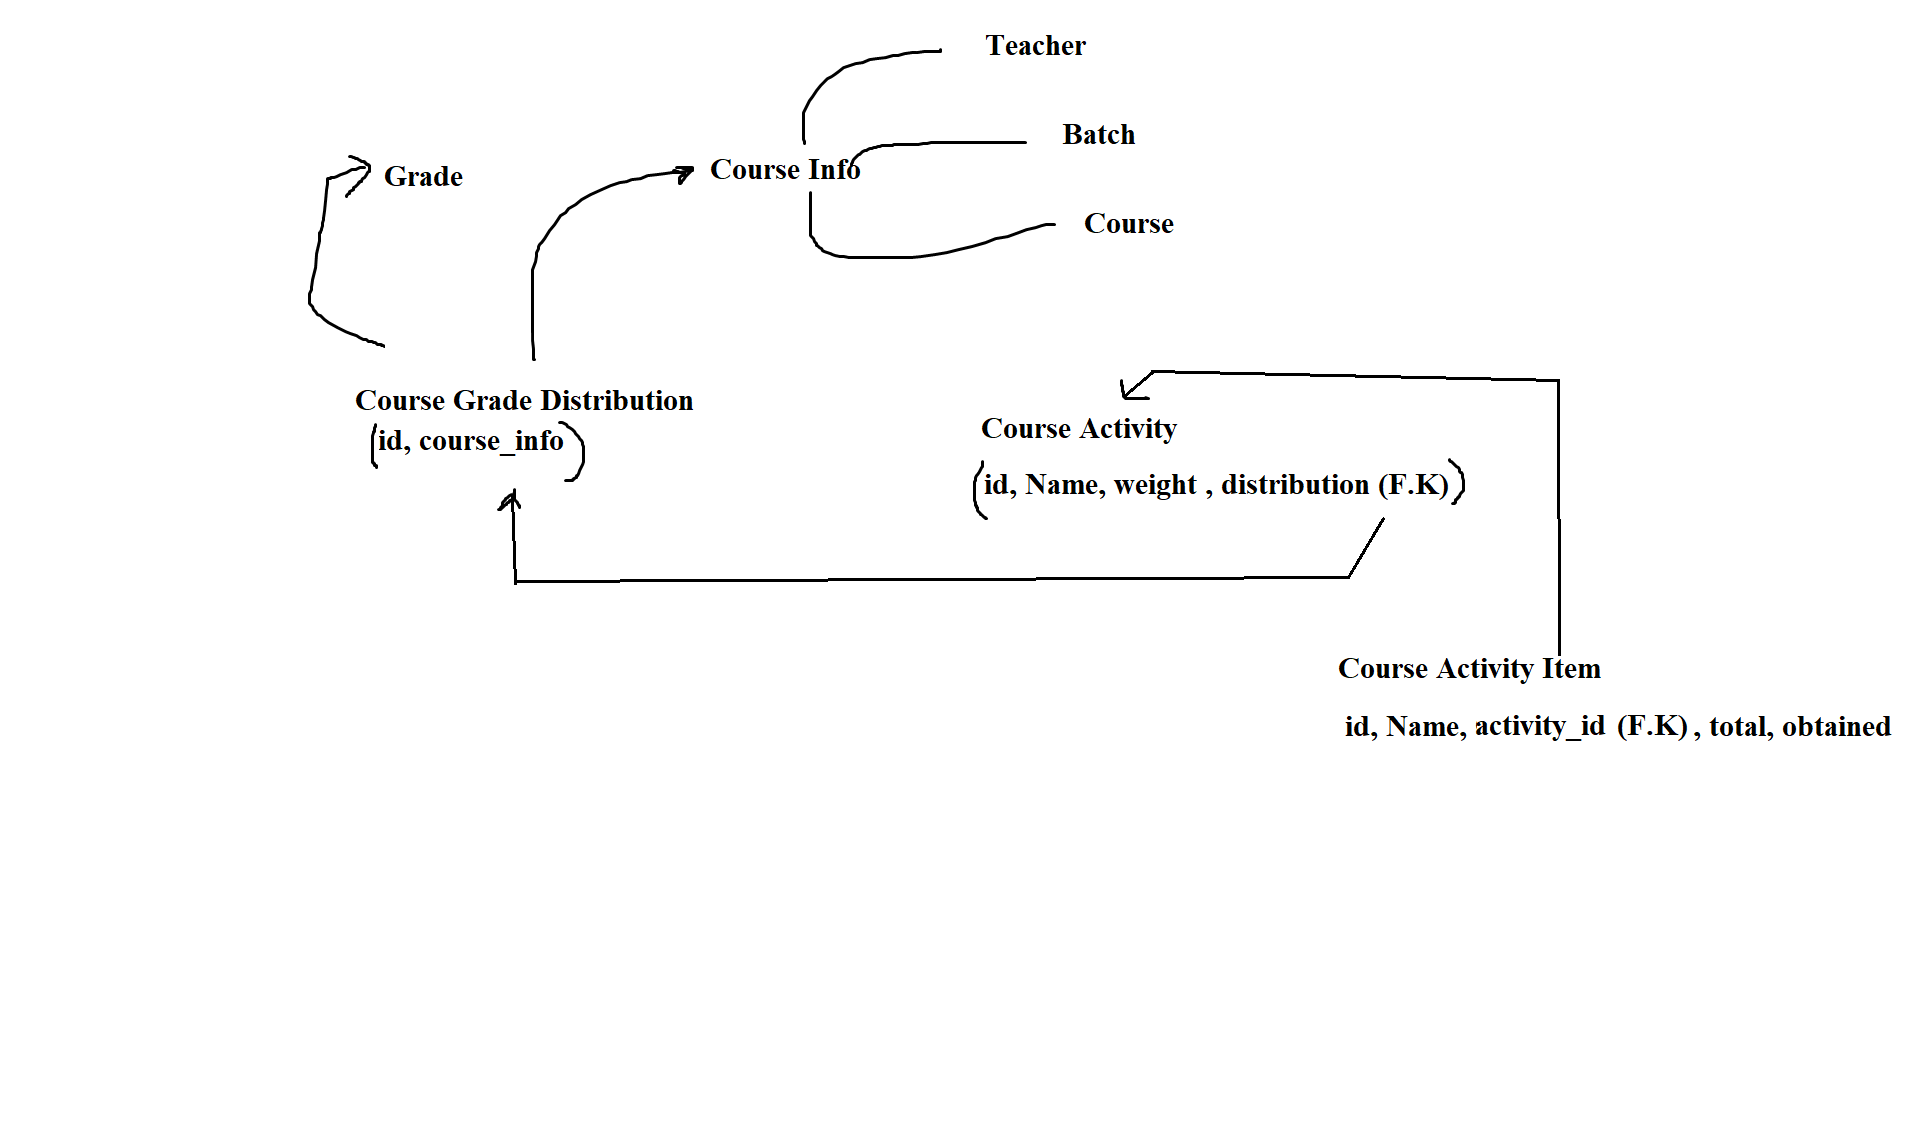 Teacher
Batch
Course Info
Grade
Course
Course Grade Distribution
(id, course_info)
Course Activity
(id, Name, weight , distribution (F.K))
Course Activity Item
id, Name, activity_id (F.K) , total, obtained